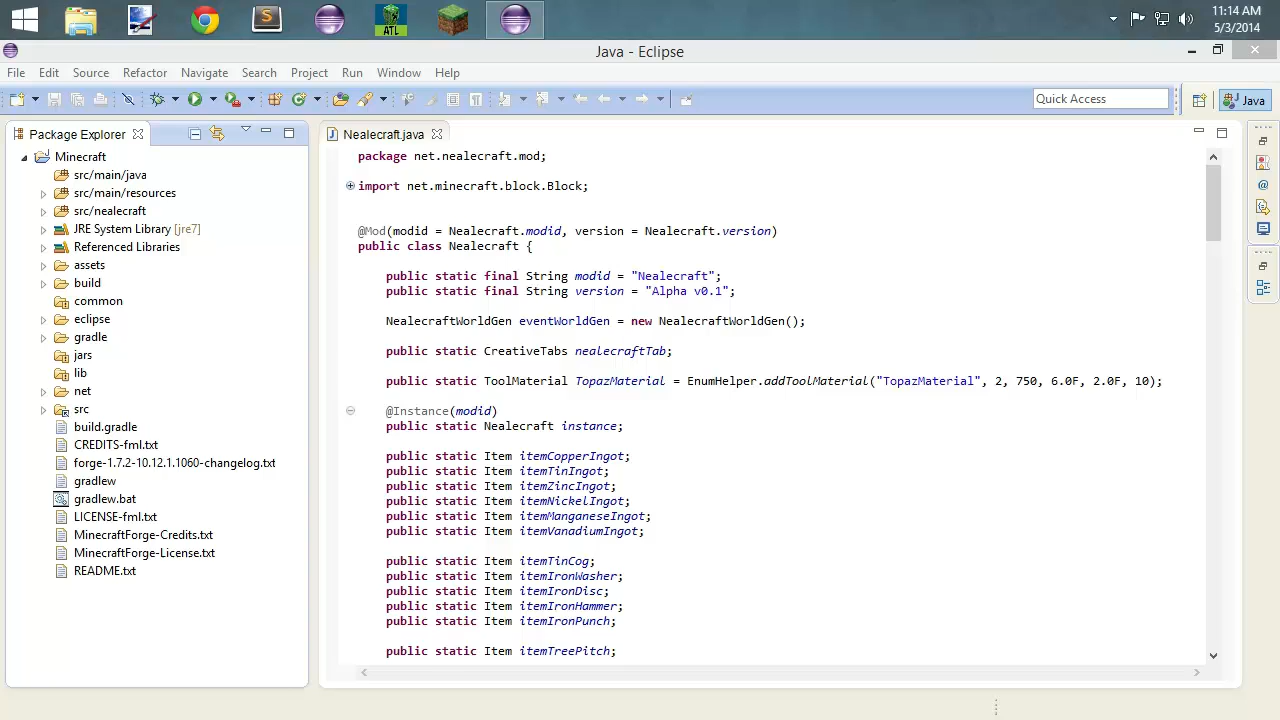 ATL
11:14 AM
5/3/2014
Java - Eclipse
File Edit Source Refactor Navigate Search Project Run Window Help
Quick Access
Java
Package Explorer
Nealecraft.java
Minecraft
src/main/java
src/main/resources
src/nealecraft
JRE System Library [jre7]
Referenced Libraries
assets
build
common
eclipse
gradle
jars
lib
net
src
build.gradle
CREDITS-fml.txt
forge-1.7.2-10.12.1.1060-changelog.txt
gradlew
gradlew.bat
LICENSE-fml.txt
MinecraftForge-Credits.txt
MinecraftForge-License.txt
README.txt
package net.nealecraft.mod;
import net.minecraft.block.Block;
@Mod(modid = Nealecraft.modid, version = Nealecraft.version)
public class Nealecraft {
public static final String modid = "Nealecraft";
public static final String version = "Alpha v0.1";
NealecraftWorldGen eventWorldGen = new NealecraftWorldGen();
public static CreativeTabs nealecraftTab;
public static ToolMaterial TopazMaterial = EnumHelper.addToolMaterial("TopazMaterial", 2, 750, 6.0F, 2.0F, 10);
@Instance(modid)
public static Nealecraft instance;
public static Item itemCopperIngot;
public static Item itemTinIngot;
public static Item itemZincIngot;
public static Item itemNickelIngot;
public static Item itemManganeseIngot;
public static Item itemVanadiumIngot;
public static Item itemTinCog;
public static Item itemIronWasher;
public static Item itemIronDisc;
public static Item itemIronHammer;
public static Item itemIronPunch;
public static Item itemTreePitch;